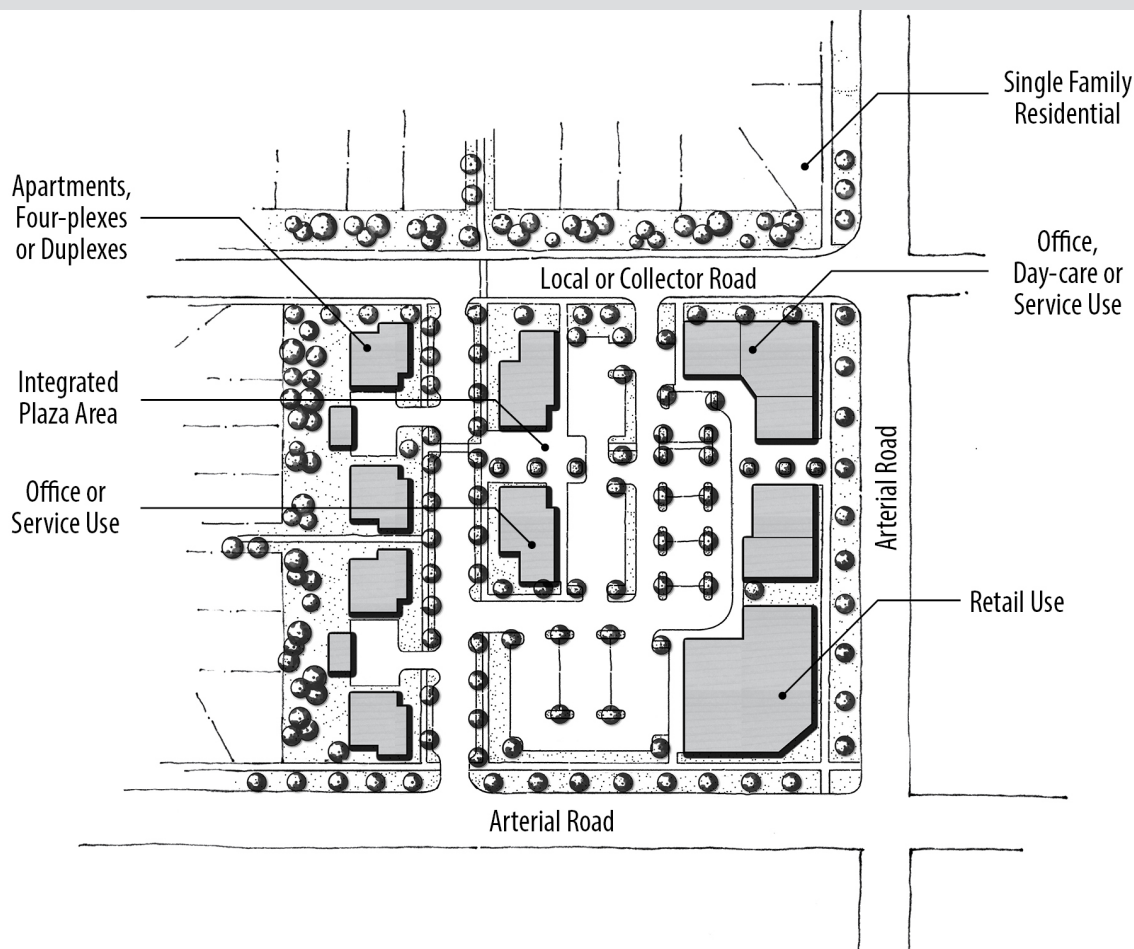 Single Family
Residential
Apartments,
Four-plexes
or Duplexes
Office,
Day-care or
Service Use
Local or Collector Road
Integrated
Plaza Area
Arterial Road
Office or
Service Use
Retail Use
Arterial Road